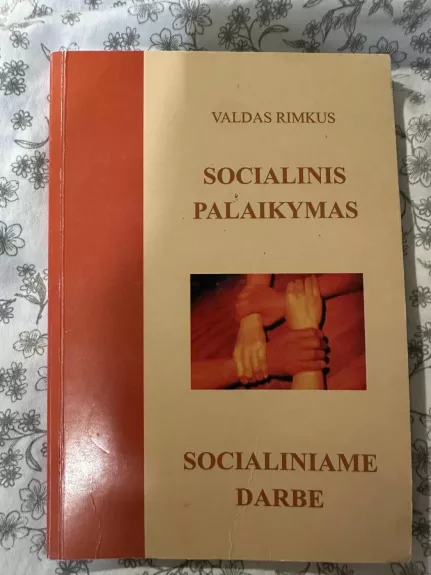 VALDAS RIMKUS
SOCIALINIS
PALAIKYMAS
SOCIALINIAME
DARBE